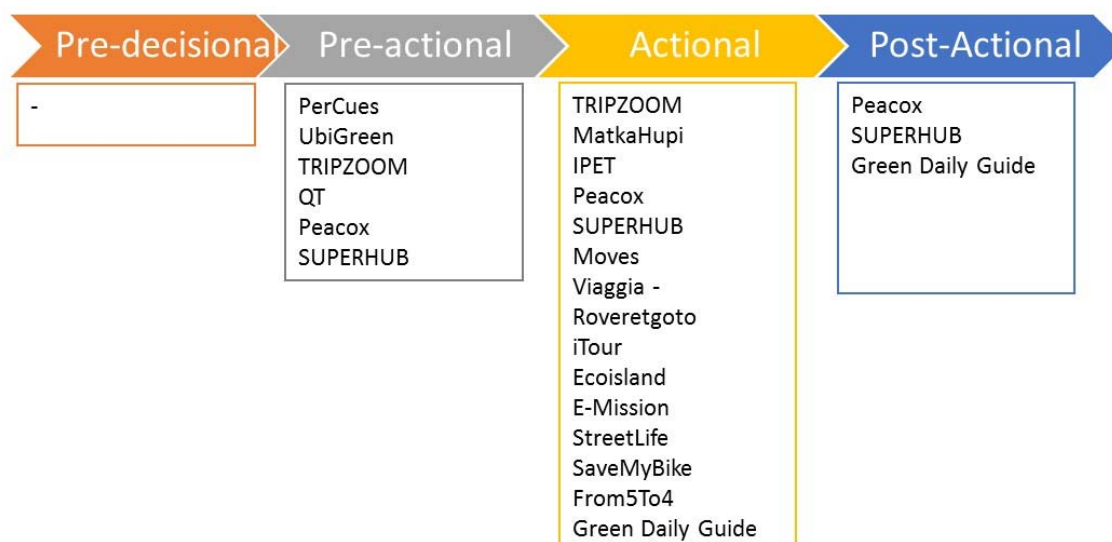 Pre-decisional
Pre-actional
Actional
Post-Actional
-
PerCues
UbiGreen
TRIPZOOM
QT
Peacox
SUPERHUB
TRIPZOOM
MatkaHupi
IPET
Peacox
SUPERHUB
Moves
Viaggia -
Roveretgoto
iTour
Ecoisland
E-Mission
StreetLife
SaveMyBike
From5To4
Green Daily Guide
Peacox
SUPERHUB
Green Daily Guide